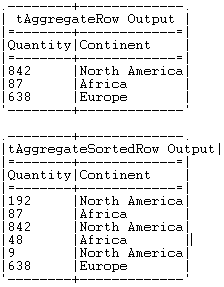 .--------+-------------.
| tAggregateRow Output |
|=-------+------------=|
|Quantity|Continent    |
|=-------+------------=|
|842     |North America|
|87      |Africa       |
|638     |Europe       |
'--------+-------------'
.--------+-------------.
|tAggregateSortedRow Output|
|=-------+------------=|
|Quantity|Continent    |
|=-------+------------=|
|192     |North America|
|87      |Africa       |
|842     |North America|
|48      |Africa       |
|9       |North America|
|638     |Europe       |
'--------+-------------'